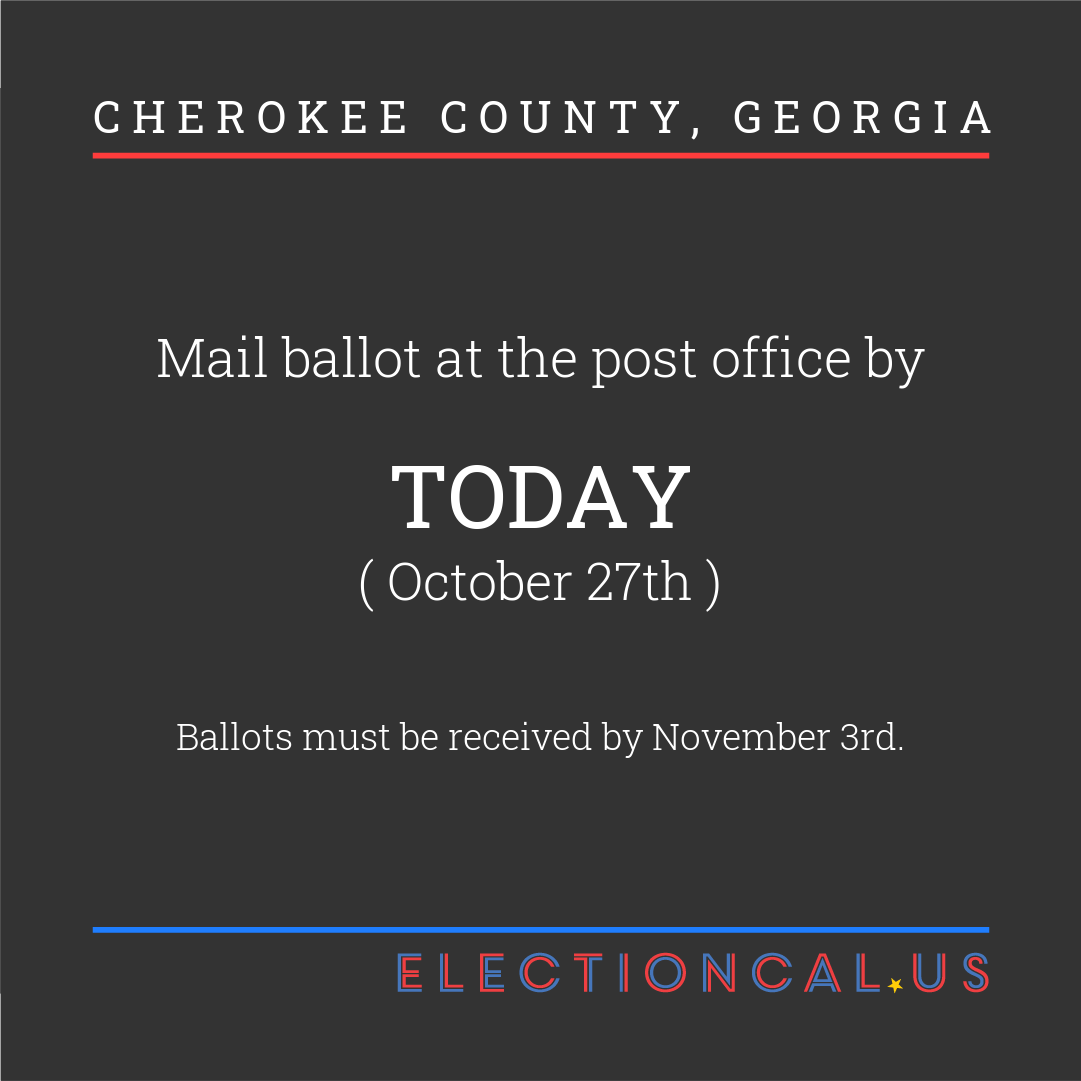 CHEROKEE COUNTY, GEORGIA
Mail ballot at the post office by
TODAY
( October 27th )
Ballots must be received by November 3rd.
ELECTIONCAL.US